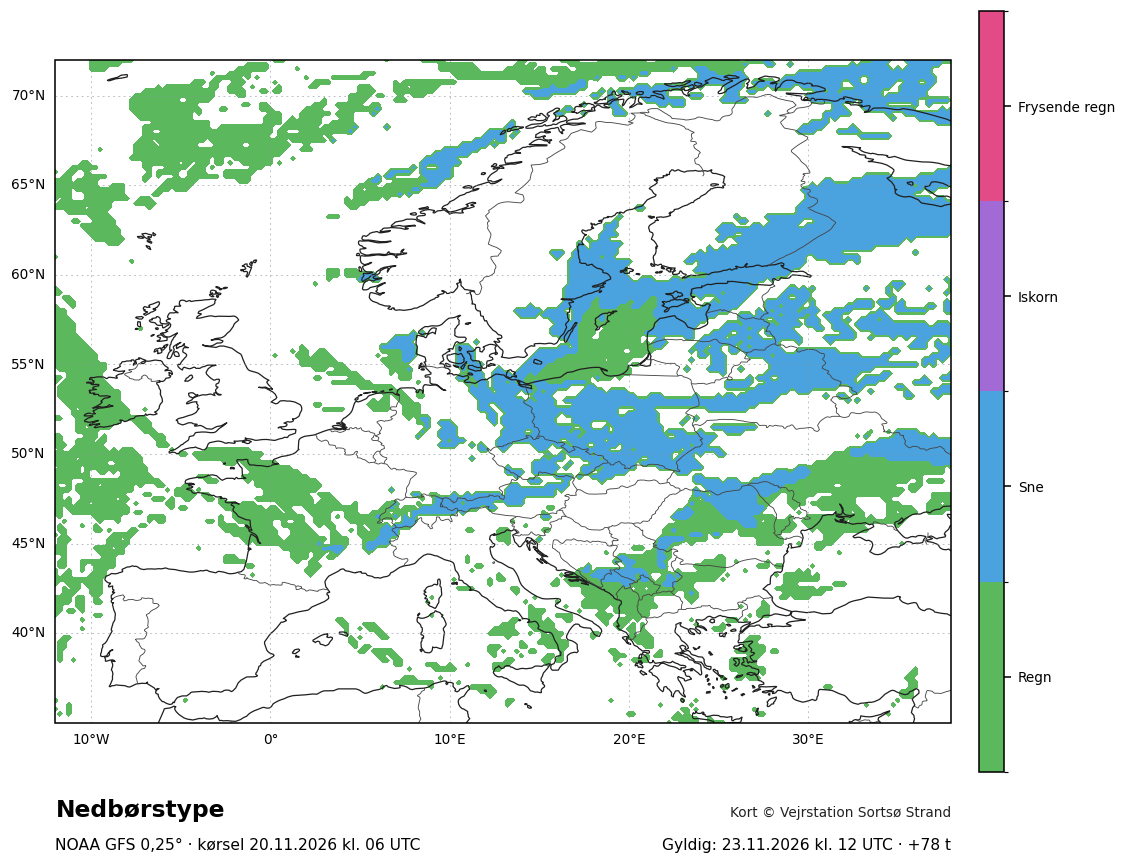 Frysende regn
Iskorn
Sne
Regn
70°N
65°N
60°N
55°N
50°N
45°N
40°N
10°W
0°
10°E
20°E
30°E
Nedbørstype
Kort © Vejrstation Sortsø Strand
NOAA GFS 0,25° · kørsel 20.11.2026 kl. 06 UTC
Gyldig: 23.11.2026 kl. 12 UTC · +78 t